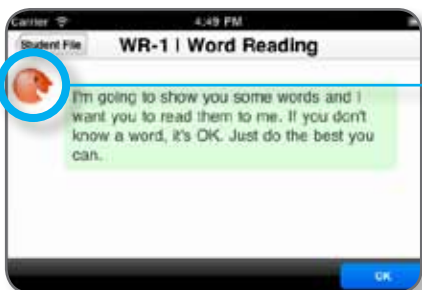 Carrier 4:49 PM
Student File WR-1 | Word Reading
I'm going to show you some words and I
want you to read them to me. If you don't
know a word, it's OK. Just do the best you
can.
OK